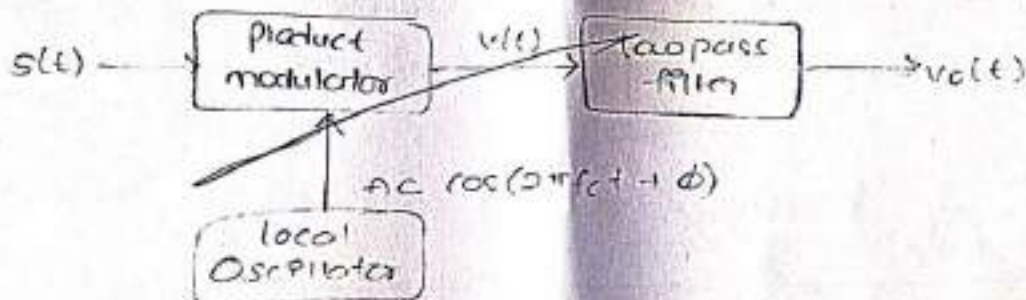 s(t)
product
modulator
v(t)
lowpass
filter
vo(t)
Ac cos(2πfct + φ)
local
Oscillator